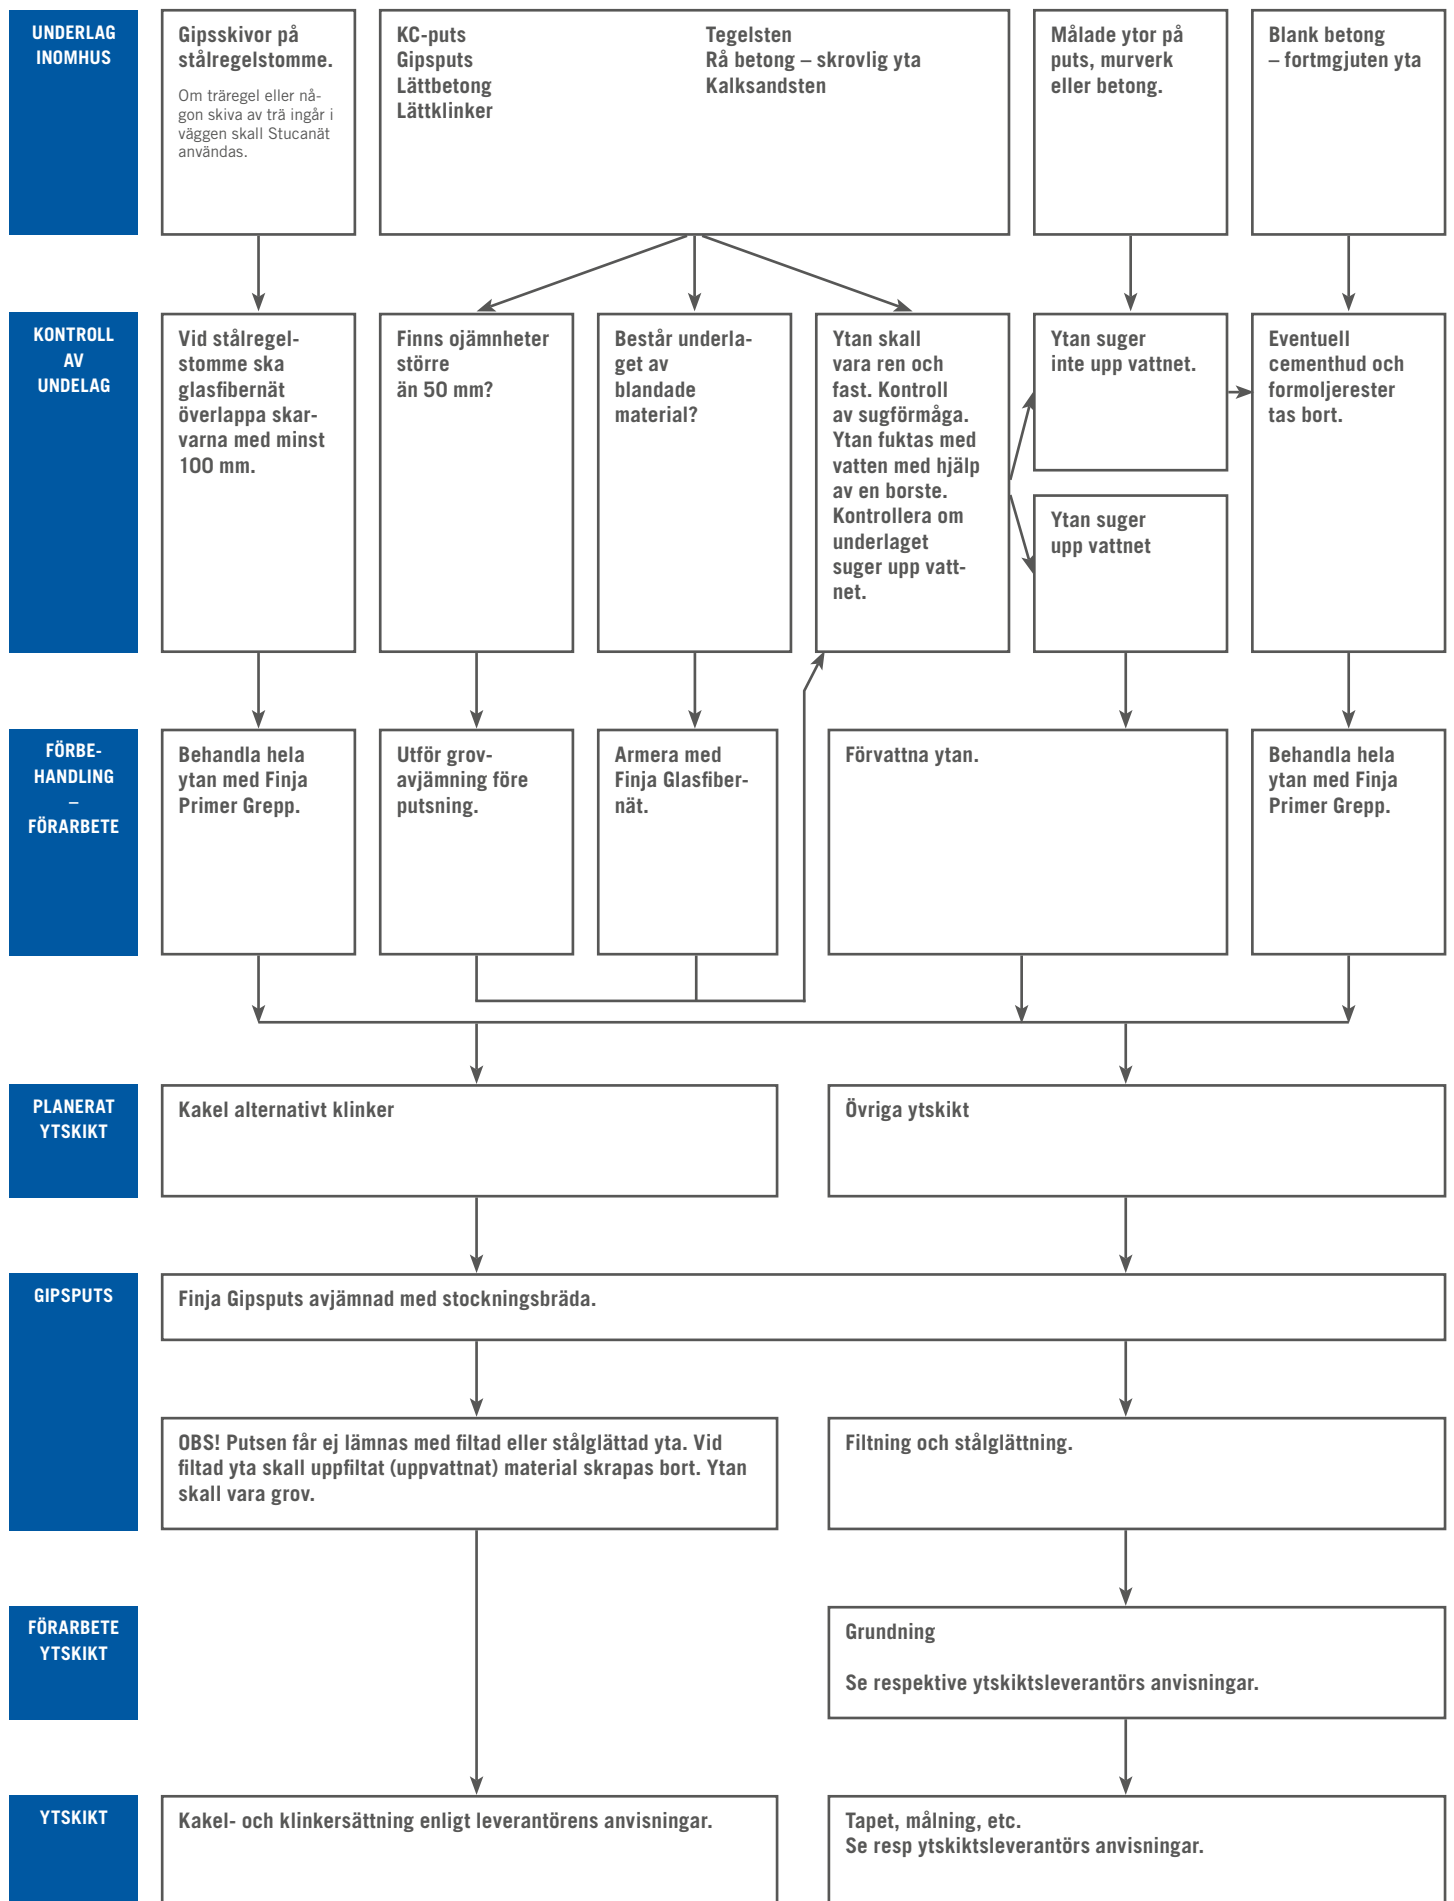 UNDERLAG
INOMHUS
Gipsskivor på
stålregelstomme.
Om träregel eller nå-
gon skiva av trä ingår i
väggen skall Stucanät
användas.
KC-puts
Gipsputs
Lättbetong
Lättklinker
Tegelsten
Rå betong – skrovlig yta
Kalksandsten
Målade ytor på
puts, murverk
eller betong.
Blank betong
– fortmgjuten yta
KONTROLL
AV
UNDELAG
Vid stålregel-
stomme ska
glasfibernät
överlappa skar-
varna med minst
100 mm.
Finns ojämnheter
större
än 50 mm?
Består underla-
get av
blandade
material?
Ytan skall
vara ren och
fast. Kontroll
av sugförmåga.
Ytan fuktas med
vatten med hjälp
av en borste.
Kontrollera om
underlaget
suger upp vatt-
net.
Ytan suger
inte upp vattnet.
Ytan suger
upp vattnet
Eventuell
cementhud och
formoljerester
tas bort.
FÖRBE-
HANDLING
–
FÖRARBETE
Behandla hela
ytan med Finja
Primer Grepp.
Utför grov-
avjämning före
putsning.
Armera med
Finja Glasfiber-
nät.
Förvattna ytan.
Behandla hela
ytan med Finja
Primer Grepp.
PLANERAT
YTSKIKT
Kakel alternativt klinker
Övriga ytskikt
GIPSPUTS
Finja Gipsputs avjämnad med stockningsbräda.
OBS! Putsen får ej lämnas med filtad eller stålglättad yta. Vid
filtad yta skall uppfiltat (uppvattnat) material skrapas bort. Ytan
skall vara grov.
Filtning och stålglättning.
FÖRARBETE
YTSKIKT
Grundning
Se respektive ytskiktsleverantörs anvisningar.
YTSKIKT
Kakel- och klinkersättning enligt leverantörens anvisningar.
Tapet, målning, etc.
Se resp ytskiktsleverantörs anvisningar.